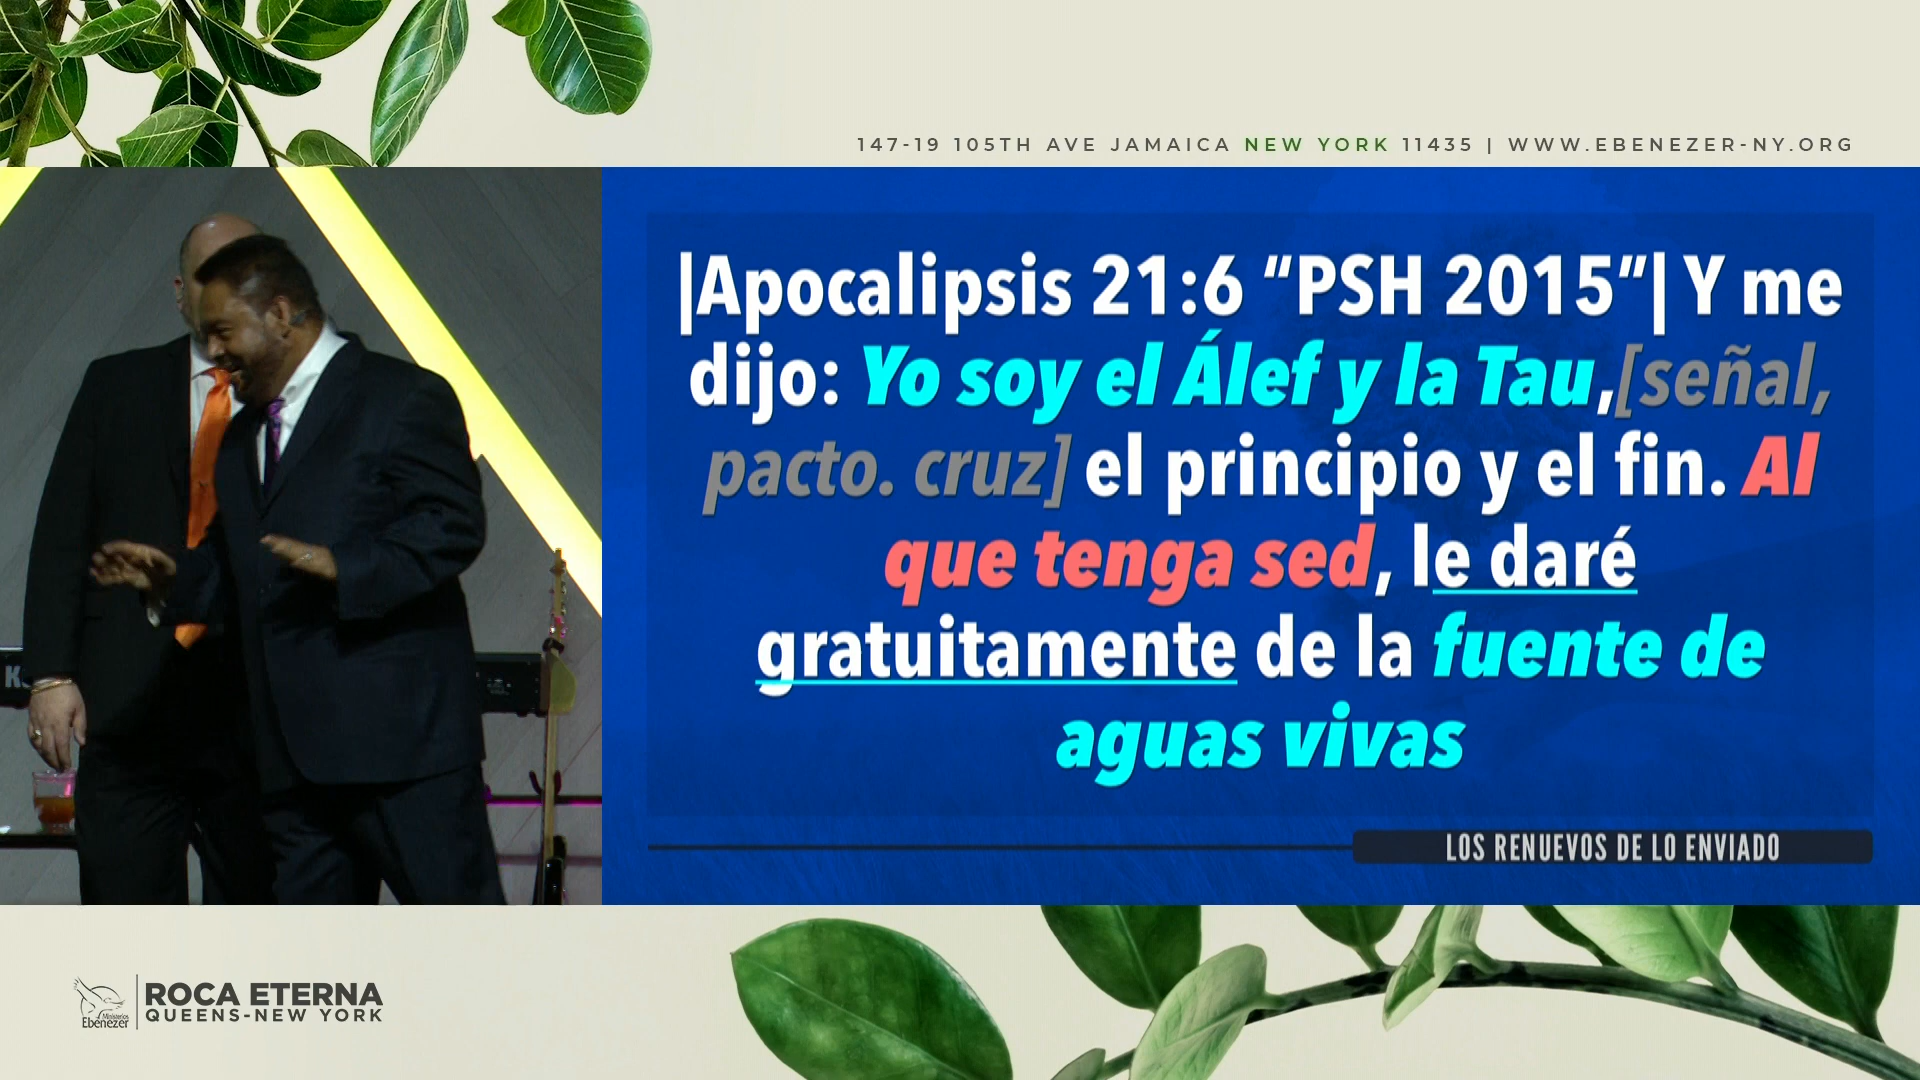 147-19 105TH AVE JAMAICA NEW YORK 11435 | WWW.EBENEZER-NY.ORG
|Apocalipsis 21:6 “PSH 2015“| Y me
dijo: Yo soy el Álef y la Tau,[señal,
pacto. cruz] el principio y el fin. Al
que tenga sed, le daré
gratuitamente de la fuente de
aguas vivas
LOS RENUEVOS DE LO ENVIADO
Ministerios
Ebenezer
ROCA ETERNA
QUEENS-NEW YORK